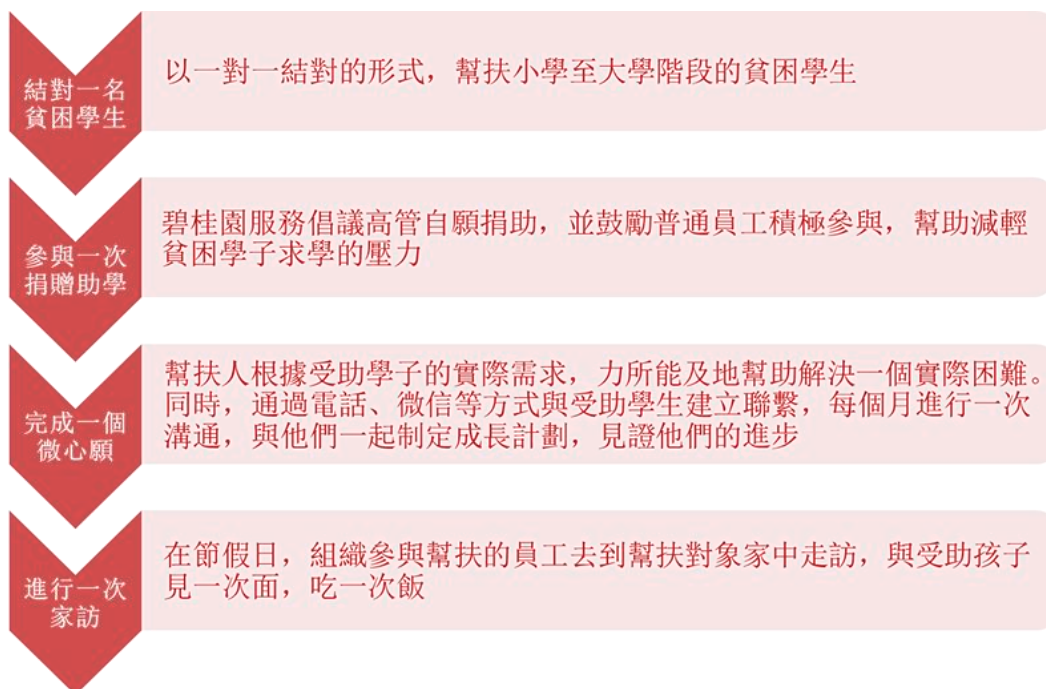 結對一名
貧困學生
以一對一結對的形式，幫扶小學至大學階段的貧困學生
參與一次
捐贈助學
碧桂園服務倡議高管自願捐助，並鼓勵普通員工積極參與，幫助減輕
貧困學子求學的壓力
完成一個
微心願
幫扶人根據受助學子的實際需求，力所能及地幫助解決一個實際困難。
同時，通過電話、微信等方式與受助學生建立聯繫，每個月進行一次
溝通，與他們一起制定成長計劃，見證他們的進步
進行一次
家訪
在節假日，組織參與幫扶的員工去到幫扶對象家中走訪，與受助孩子
見一次面，吃一次飯